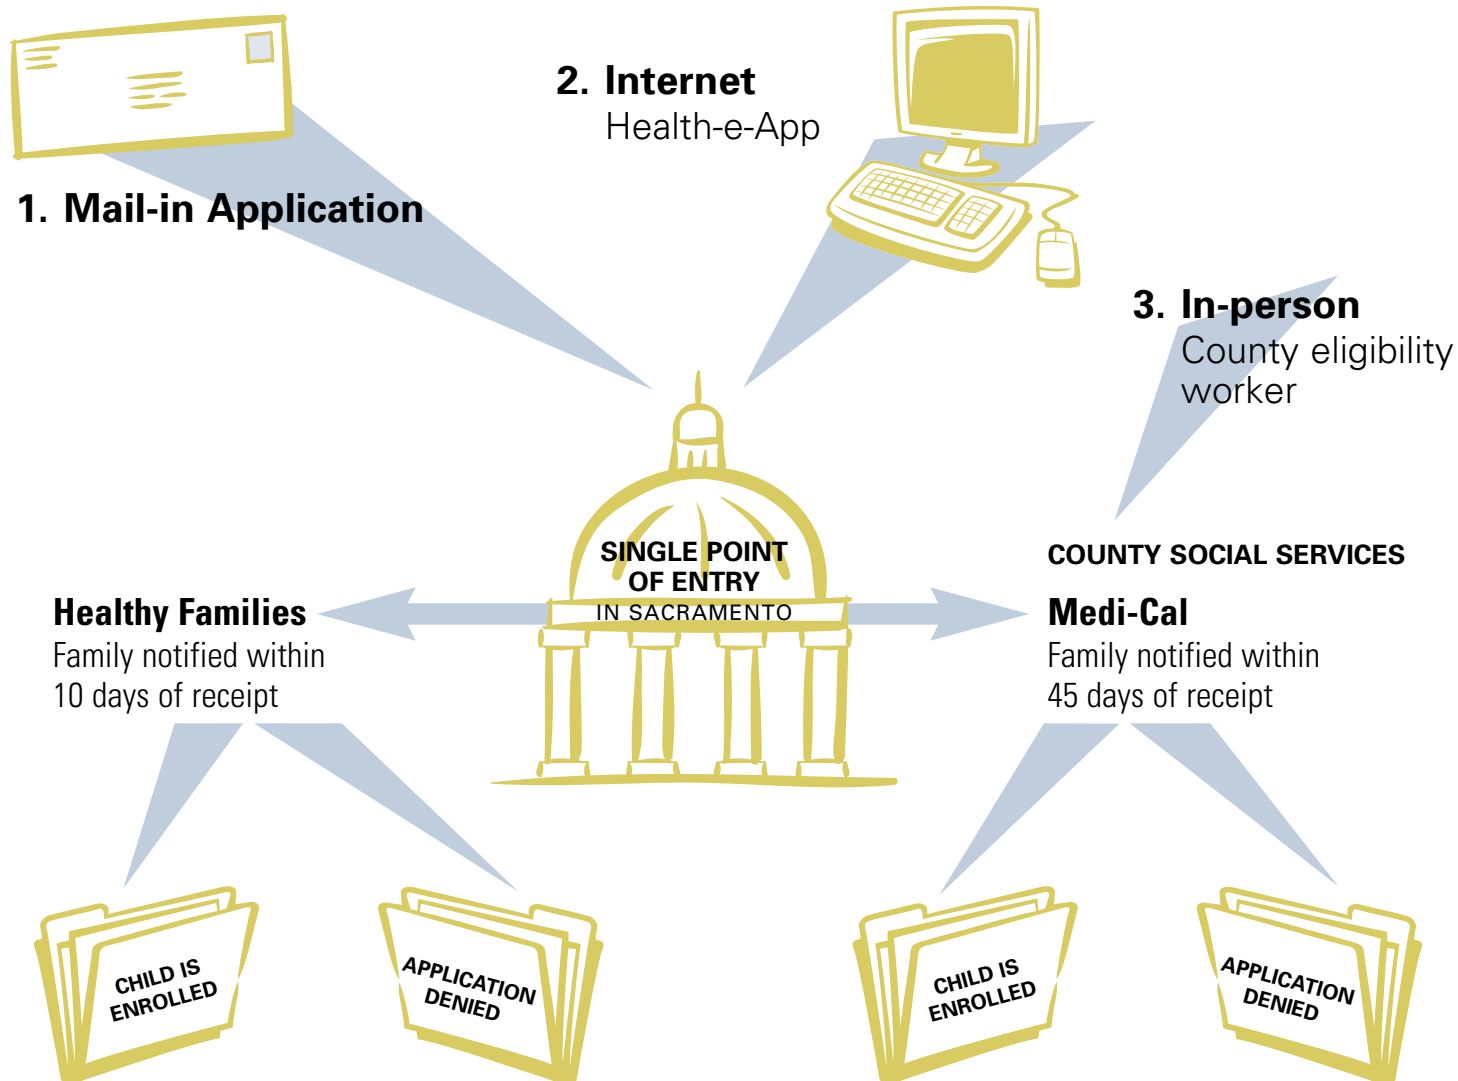 2. Internet
Health-e-App
1. Mail-in Application
3. In-person
County eligibility
worker
SINGLE POINT
OF ENTRY
IN SACRAMENTO
Healthy Families
Family notified within
10 days of receipt
COUNTY SOCIAL SERVICES
Medi-Cal
Family notified within
45 days of receipt
CHILD IS
ENROLLED
APPLICATION
DENIED
CHILD IS
ENROLLED
APPLICATION
DENIED